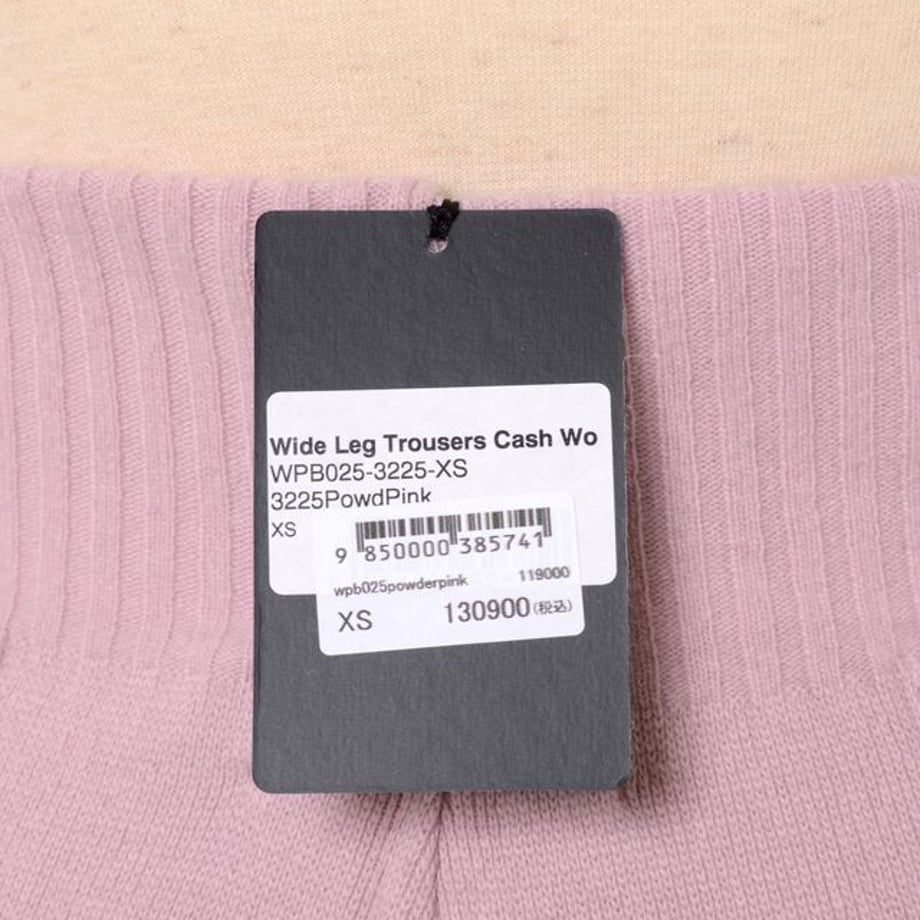 Wide Leg Trousers Cash Wo
WPB025-3225-XS
3225PowdPink
XS
9 850000 385741
wpb025powderpink 119000
XS 130900(税込)